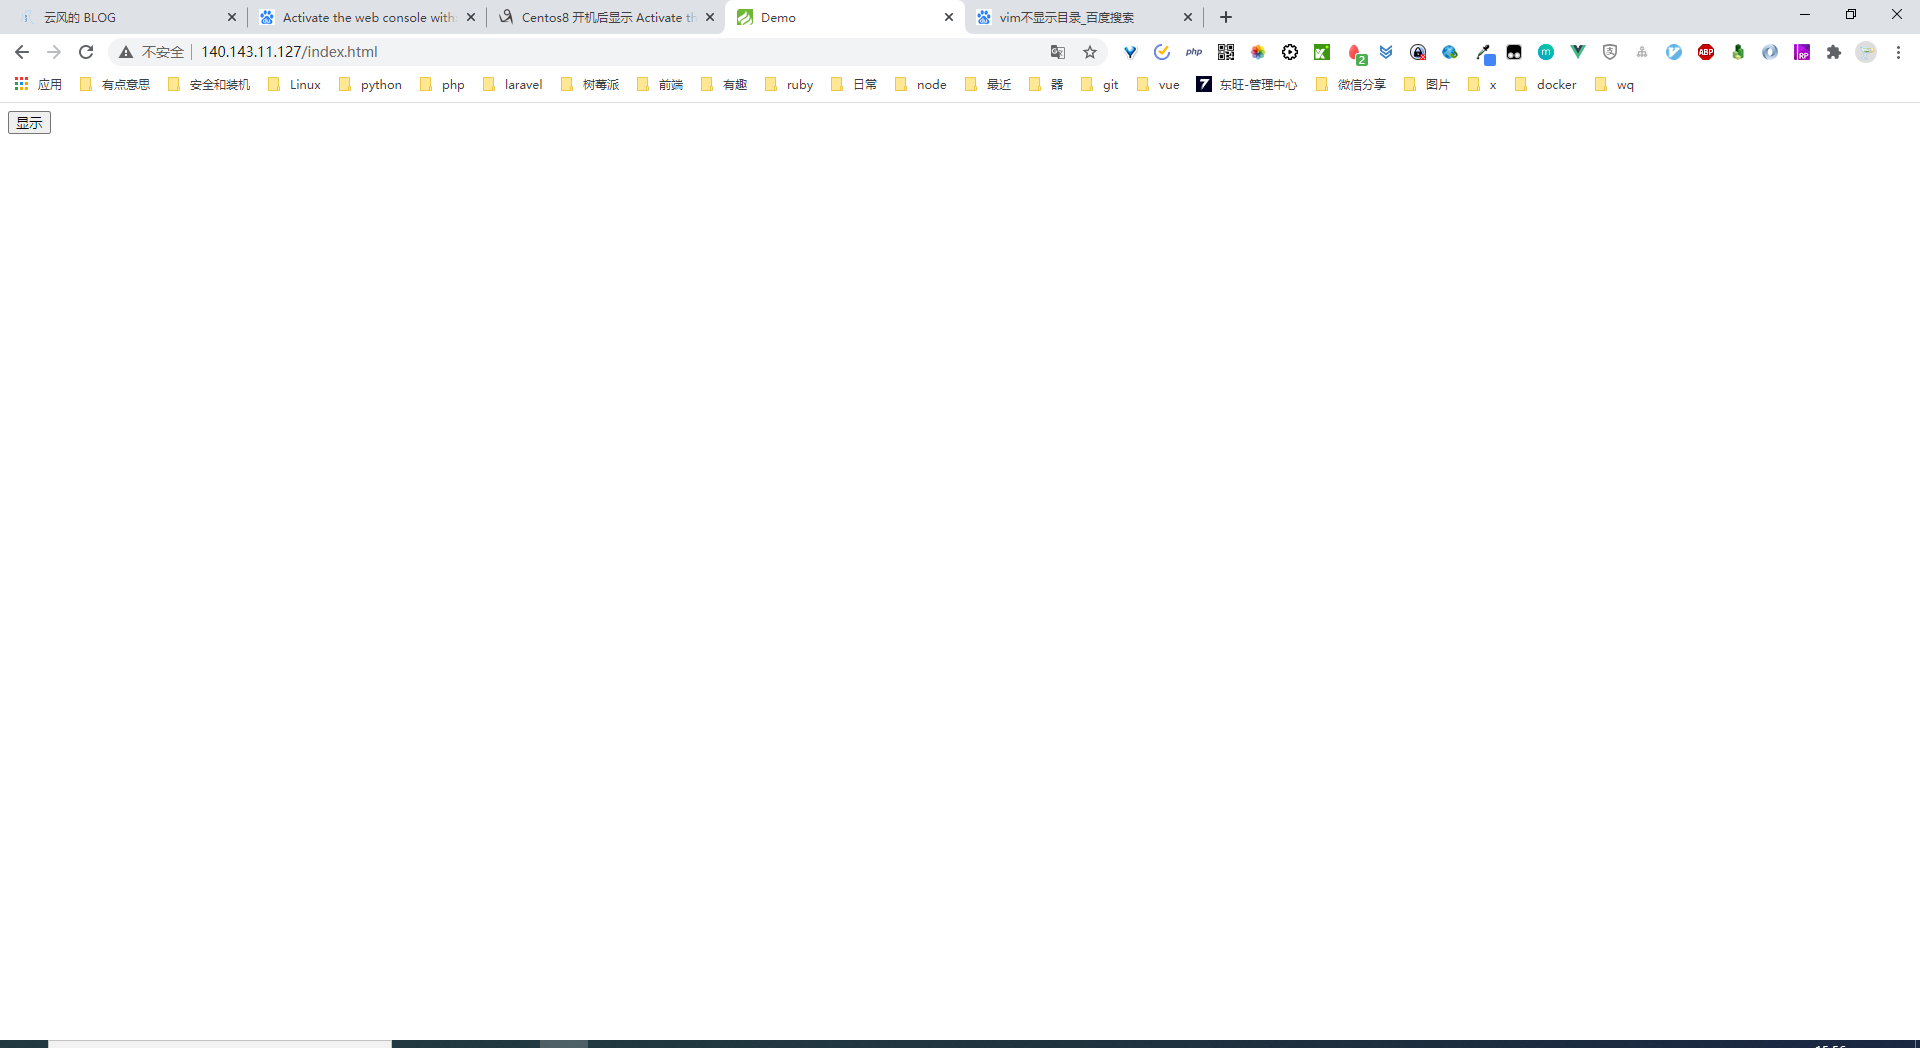 云风的 BLOG
Activate the web console with
Centos8 开机后显示 Activate th
Demo
vim不显示目录_百度搜索
不安全
140.143.11.127/index.html
php
2
m
ABP
RP
应用
有点意思
安全和装机
Linux
python
php
laravel
树莓派
前端
有趣
ruby
日常
node
最近
器
git
vue
东旺-管理中心
微信分享
图片
x
docker
wq
显示